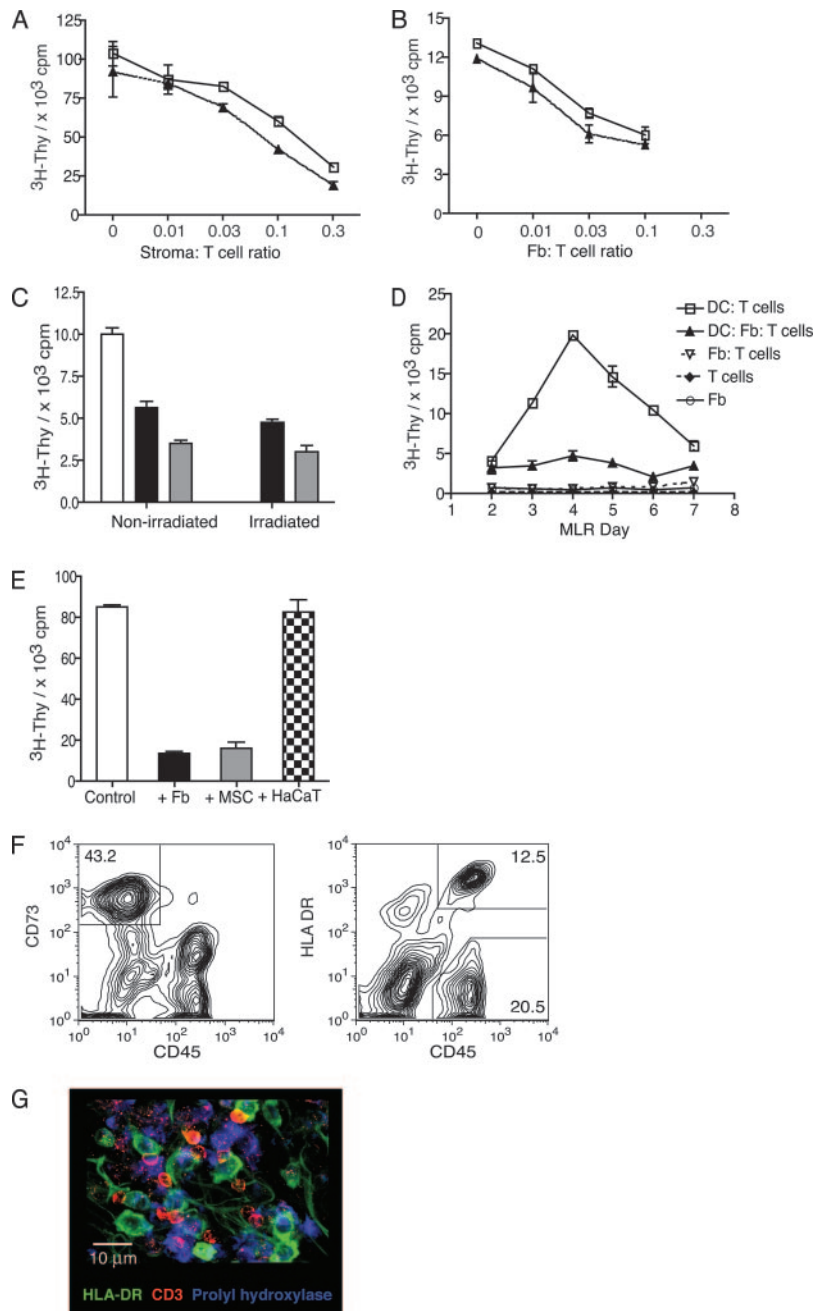 A
³H-Thy / x 10³ cpm
125
100
75
50
25
0
0 0.01 0.03 0.1 0.3
Stroma: T cell ratio
B
³H-Thy / x 10³ cpm
15
12
9
6
3
0
0 0.01 0.03 0.1 0.3
Fb: T cell ratio
C
³H-Thy / x 10³ cpm
12.5
10.0
7.5
5.0
2.5
0.0
Non-irradiated Irradiated
D
³H-Thy / x 10³ cpm
25
20
15
10
5
0
1 2 3 4 5 6 7 8
MLR Day
DC: T cells
DC: Fb: T cells
Fb: T cells
T cells
Fb
E
³H-Thy / x 10³ cpm
100
80
60
40
20
0
Control + Fb + MSC + HaCaT
F
43.2
CD73
10⁴
10³
10²
10¹
10⁰
10⁰ 10¹ 10² 10³ 10⁴
CD45
12.5
20.5
HLA DR
10⁴
10³
10²
10¹
10⁰
10⁰ 10¹ 10² 10³ 10⁴
CD45
G
10 μm
HLA-DR CD3 Prolyl hydroxylase